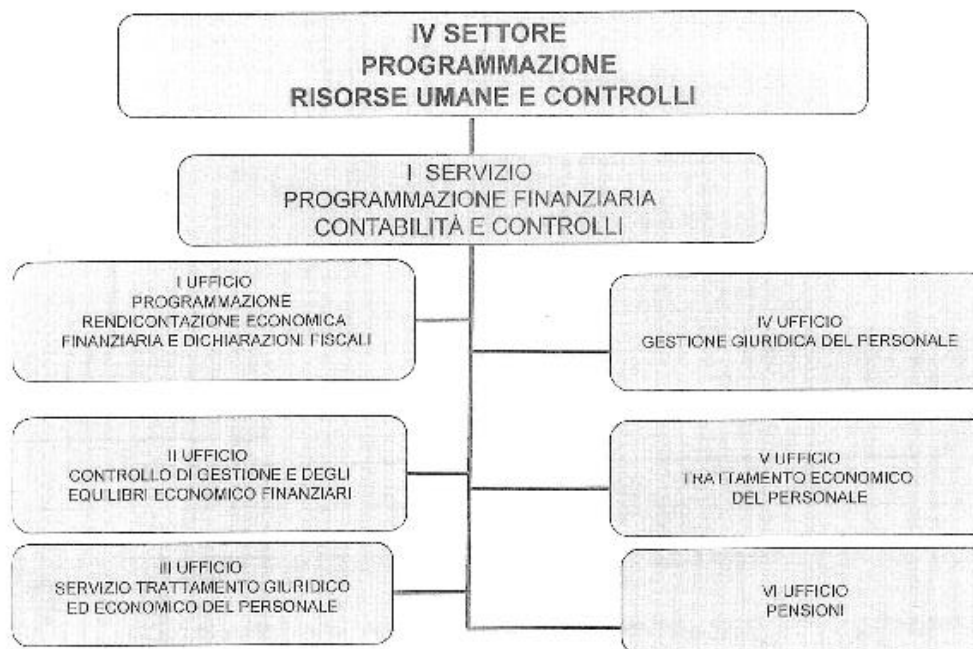 IV SETTORE
PROGRAMMAZIONE
RISORSE UMANE E CONTROLLI
I SERVIZIO
PROGRAMMAZIONE FINANZIARIA
CONTABILITÀ E CONTROLLI
I UFFICIO
PROGRAMMAZIONE
RENDICONTAZIONE ECONOMICA
FINANZIARIA E DICHIARAZIONI FISCALI
IV UFFICIO
GESTIONE GIURIDICA DEL PERSONALE
II UFFICIO
CONTROLLO DI GESTIONE E DEGLI
EQUILIBRI ECONOMICO FINANZIARI
V UFFICIO
TRATTAMENTO ECONOMICO
DEL PERSONALE
III UFFICIO
SERVIZIO TRATTAMENTO GIURIDICO
ED ECONOMICO DEL PERSONALE
VI UFFICIO
PENSIONI